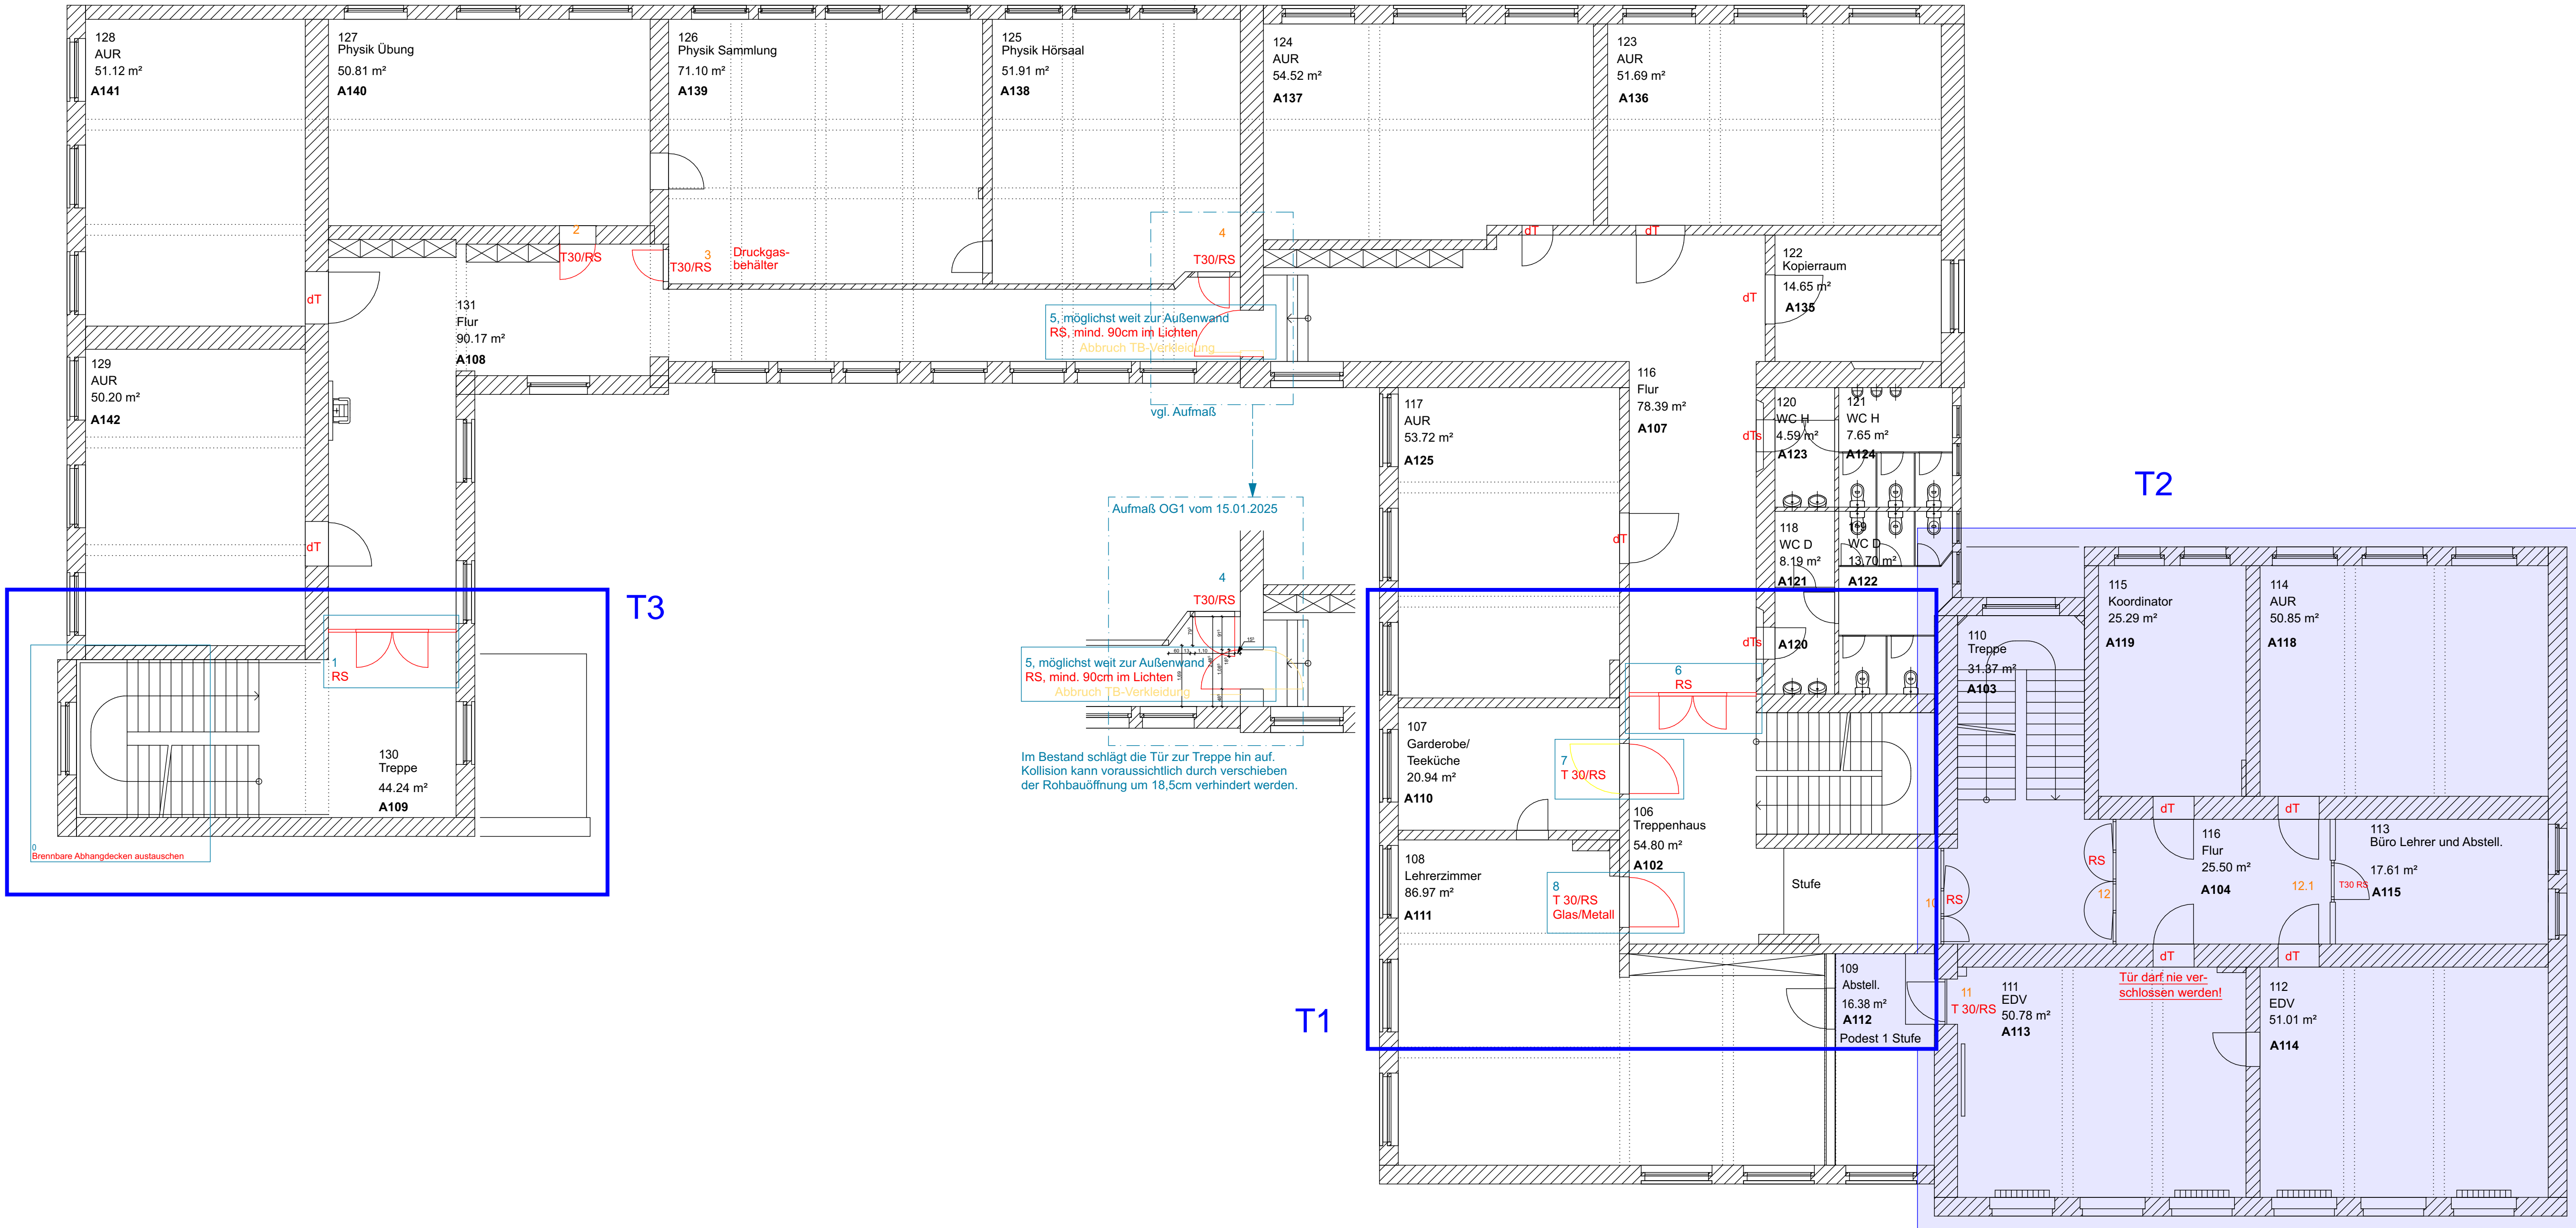 128
AUR
51.12 m²
A141
127
Physik Übung
50.81 m²
A140
126
Physik Sammlung
71.10 m²
A139
125
Physik Hörsaal
51.91 m²
A138
124
AUR
54.52 m²
A137
123
AUR
51.69 m²
A136
2
T30/RS
3
T30/RS
Druckgas-
behälter
4
T30/RS
dT
dT
122
Kopierraum
14.65 m²
A135
dT
dT
131
Flur
90.17 m²
A108
5, möglichst weit zur Außenwand
RS, mind. 90cm im Lichten
Abbruch TB-Verkleidung
vgl. Aufmaß
129
AUR
50.20 m²
A142
dT
117
AUR
53.72 m²
A125
116
Flur
78.39 m²
A107
dT
120
WC H
4.59 m²
A123
dTs
121
WC H
7.65 m²
A124
118
WC D
8.19 m²
A121
119
WC D
13.70 m²
A122
dTs
A120
T2
Aufmaß OG1 vom 15.01.2025
4
T30/RS
5, möglichst weit zur Außenwand
RS, mind. 90cm im Lichten
Abbruch TB-Verkleidung
Im Bestand schlägt die Tür zur Treppe hin auf.
Kollision kann voraussichtlich durch verschieben
der Rohbauöffnung um 18,5cm verhindert werden.
T3
1
RS
130
Treppe
44.24 m²
A109
0
Brennbare Abhangdecken austauschen
6
RS
107
Garderobe/
Teeküche
20.94 m²
A110
7
T 30/RS
106
Treppenhaus
54.80 m²
A102
108
Lehrerzimmer
86.97 m²
A111
8
T 30/RS
Glas/Metall
Stufe
109
Abstell.
16.38 m²
A112
Podest 1 Stufe
T1
110
Treppe
31.37 m²
A103
115
Koordinator
25.29 m²
A119
114
AUR
50.85 m²
A118
dT
dT
116
Flur
25.50 m²
A104
113
Büro Lehrer und Abstell.
17.61 m²
A115
12.1
T30 RS
RS
12
10
RS
dT
dT
Tür darf nie ver-
schlossen werden!
11
T 30/RS
111
EDV
50.78 m²
A113
112
EDV
51.01 m²
A114